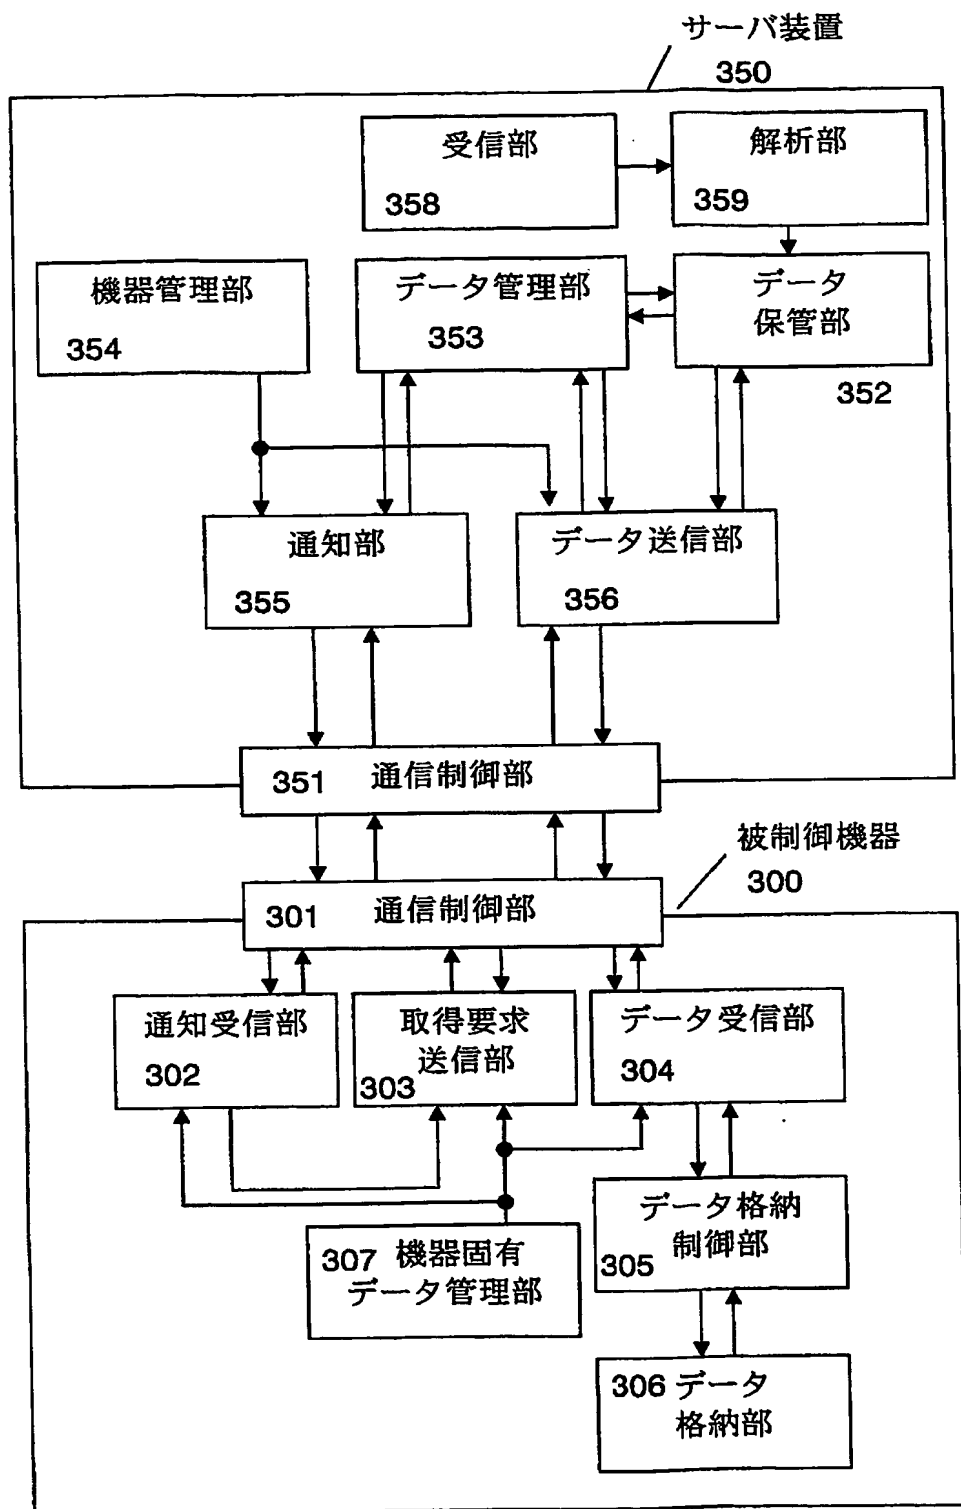 サーバ装置
350
受信部
358
解析部
359
機器管理部
354
データ管理部
353
データ
保管部
352
通知部
355
データ送信部
356
351 通信制御部
被制御機器
300
301 通信制御部
通知受信部
302
取得要求
送信部
303
データ受信部
304
データ格納
制御部
305
307 機器固有
データ管理部
306 データ
格納部